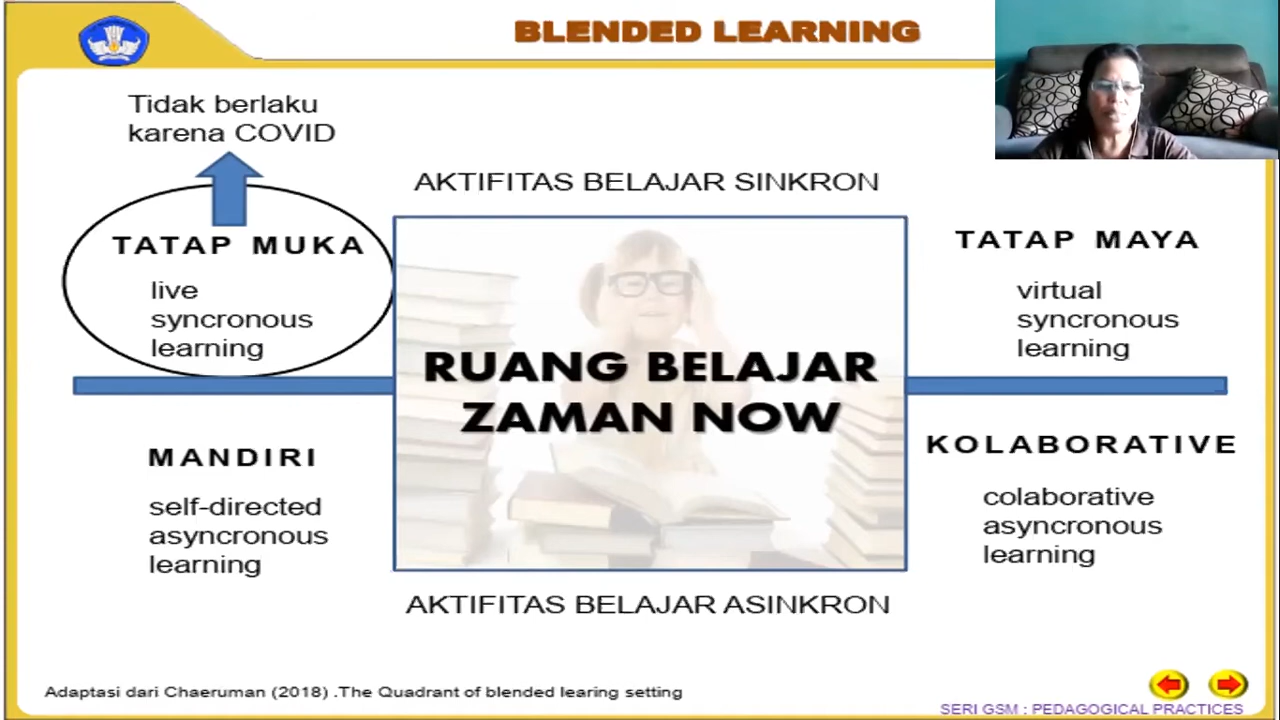 BLENDED LEARNING
Tidak berlaku
karena COVID
AKTIFITAS BELAJAR SINKRON
TATAP MUKA
live
syncronous
learning
TATAP MAYA
virtual
syncronous
learning
RUANG BELAJAR
ZAMAN NOW
MANDIRI
self-directed
asyncronous
learning
KOLABORATIVE
colaborative
asyncronous
learning
AKTIFITAS BELAJAR ASINKRON
Adaptasi dari Chaeruman (2018) .The Quadrant of blended learing setting
SERI GSM : PEDAGOGICAL PRACTICES